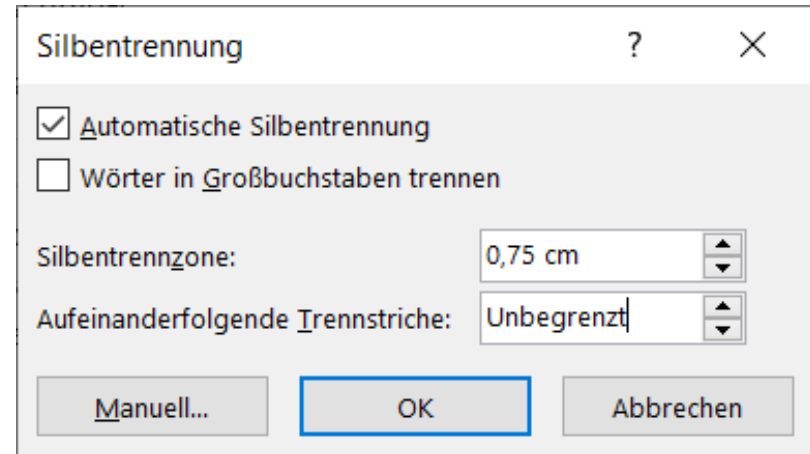 Silbentrennung ?
Automatische Silbentrennung
Wörter in Großbuchstaben trennen
Silbentrennzone: 0,75 cm
Aufeinanderfolgende Trennstriche: Unbegrenzt
Manuell... OK Abbrechen